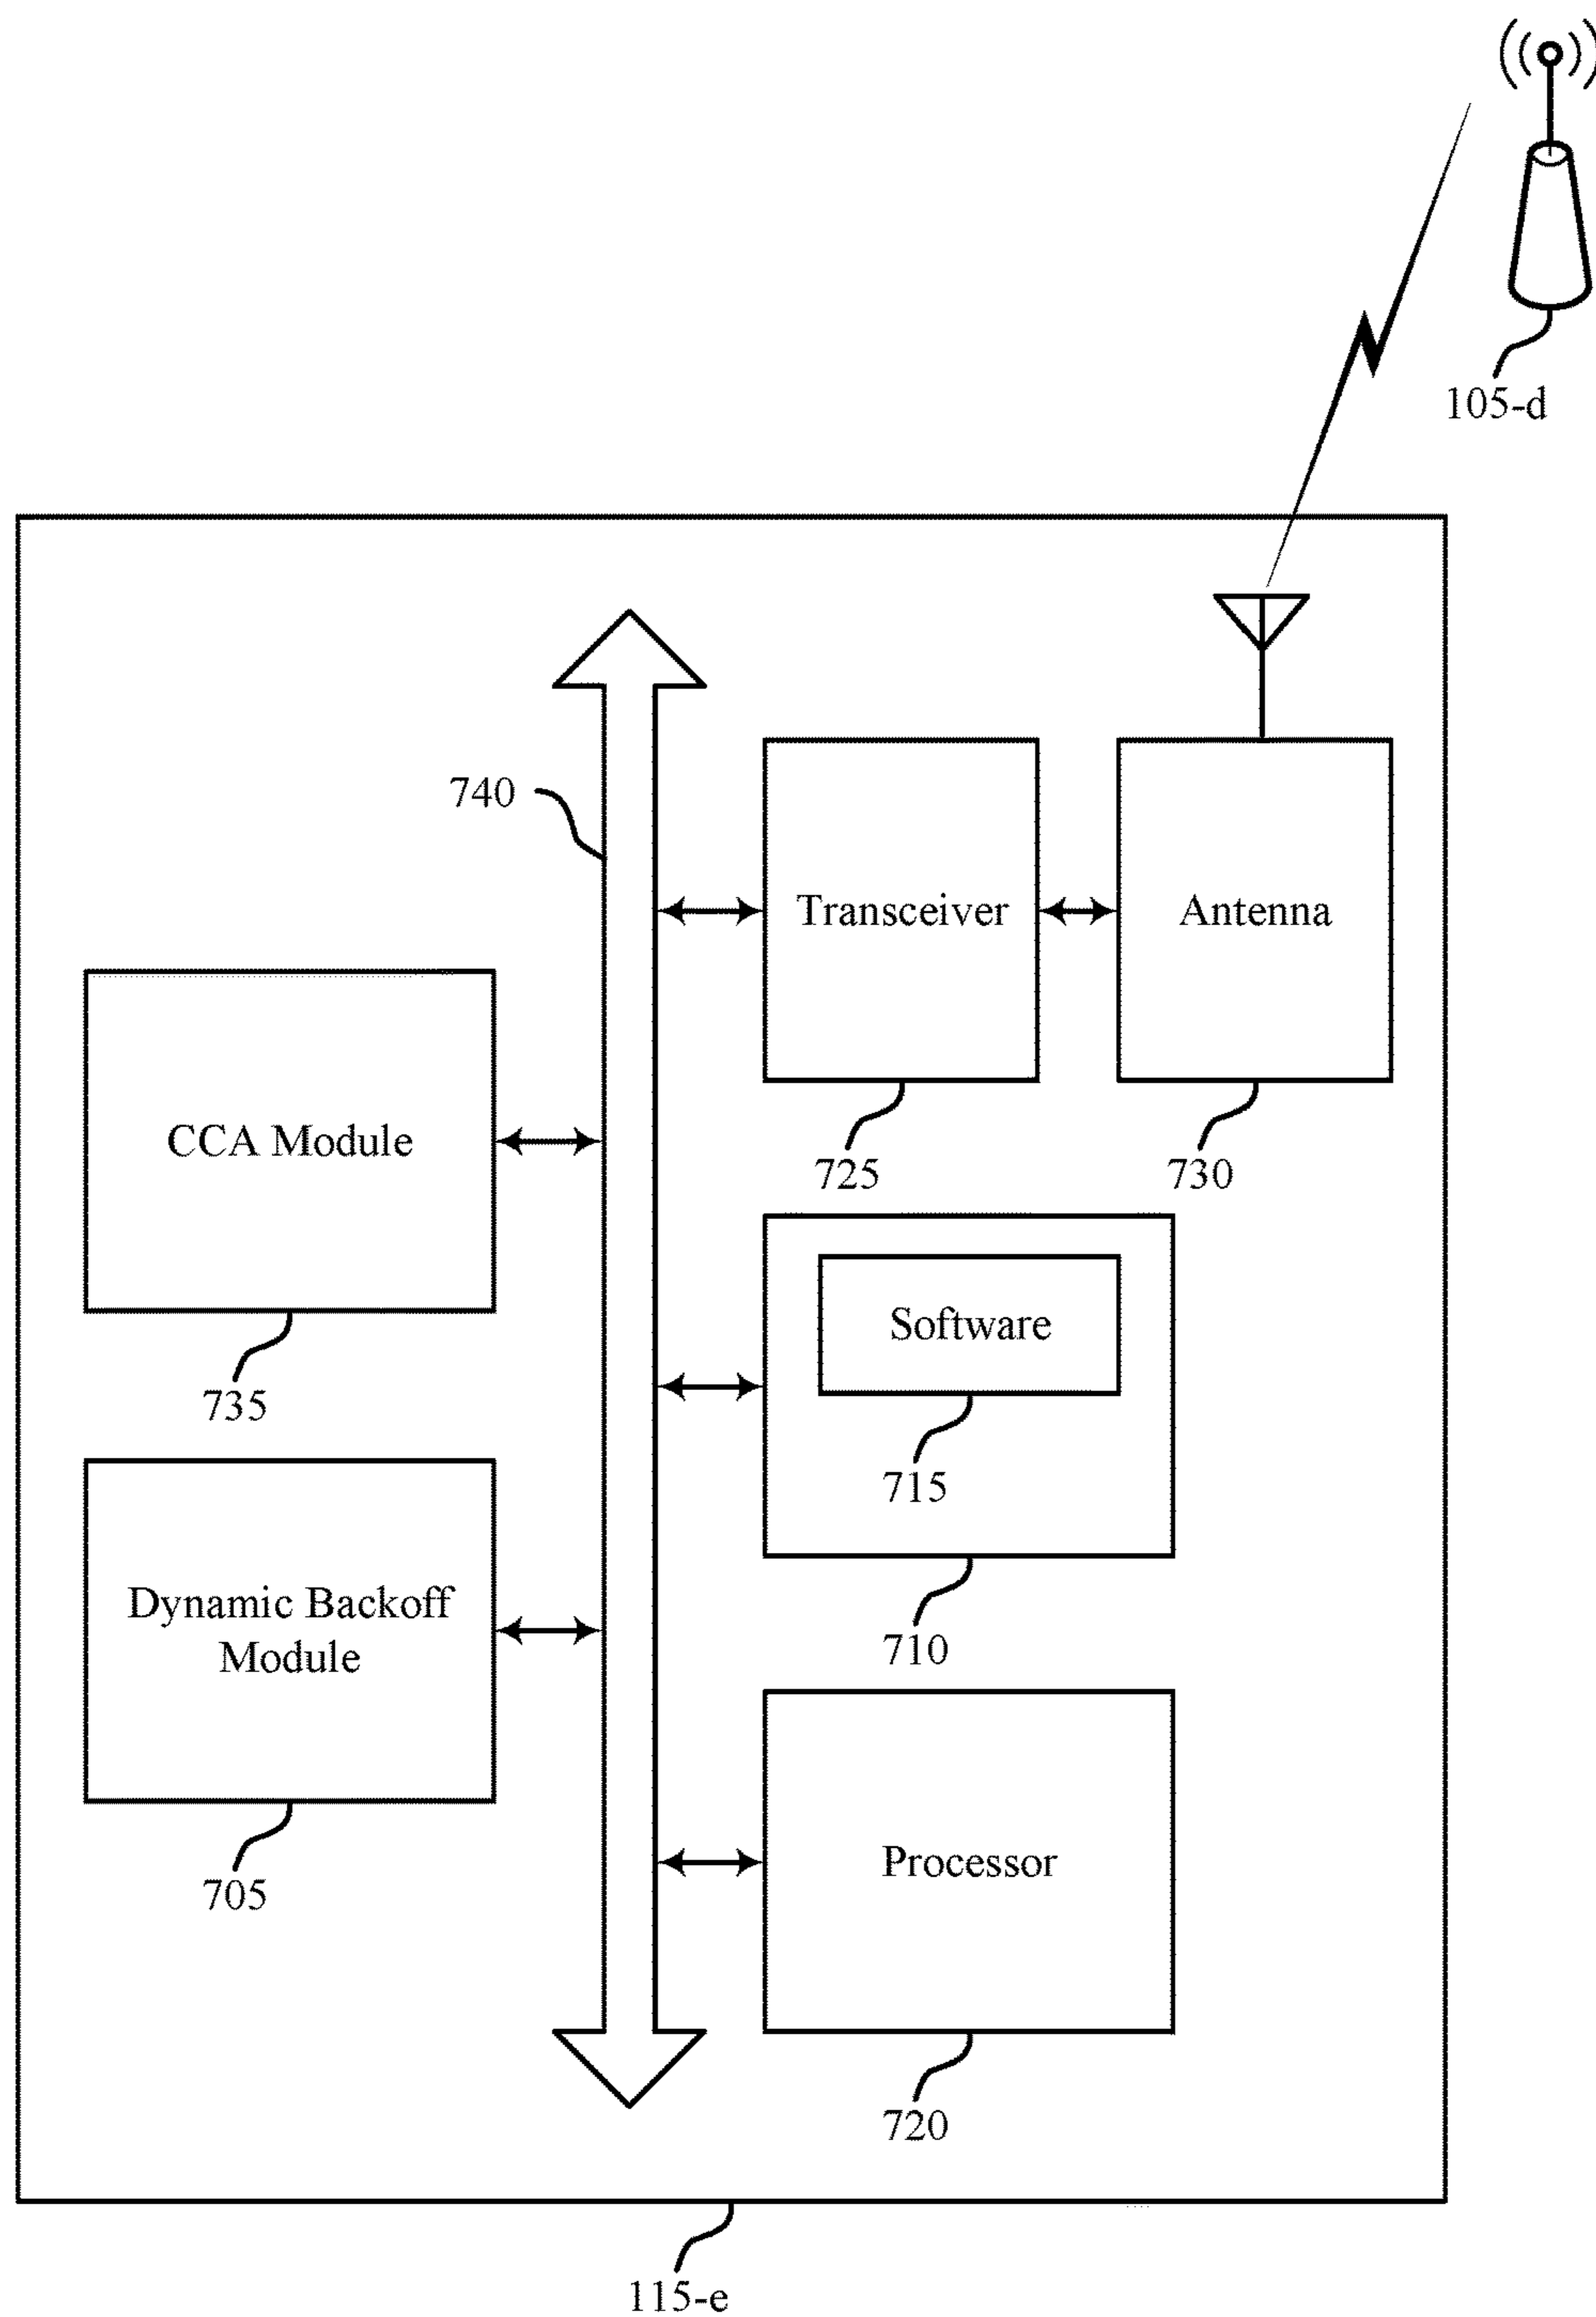 105-d
740
Transceiver
Antenna
725
730
CCA Module
735
Software
715
710
Dynamic Backoff
Module
705
Processor
720
115-e